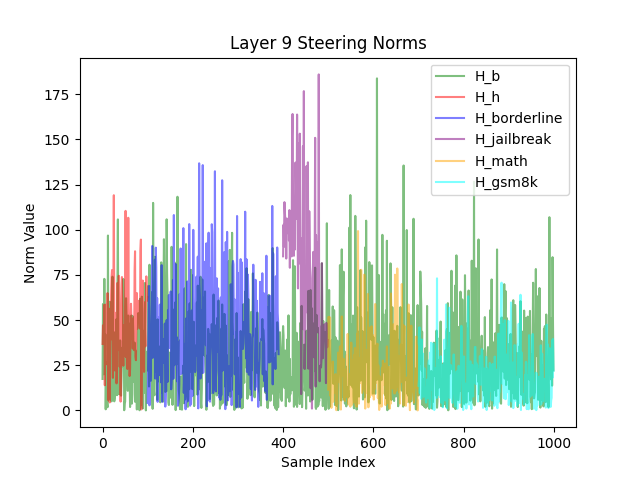 Layer 9 Steering Norms
H_b
H_h
H_borderline
H_jailbreak
H_math
H_gsm8k
175
150
125
100
75
50
25
0
Norm Value
0 200 400 600 800 1000
Sample Index